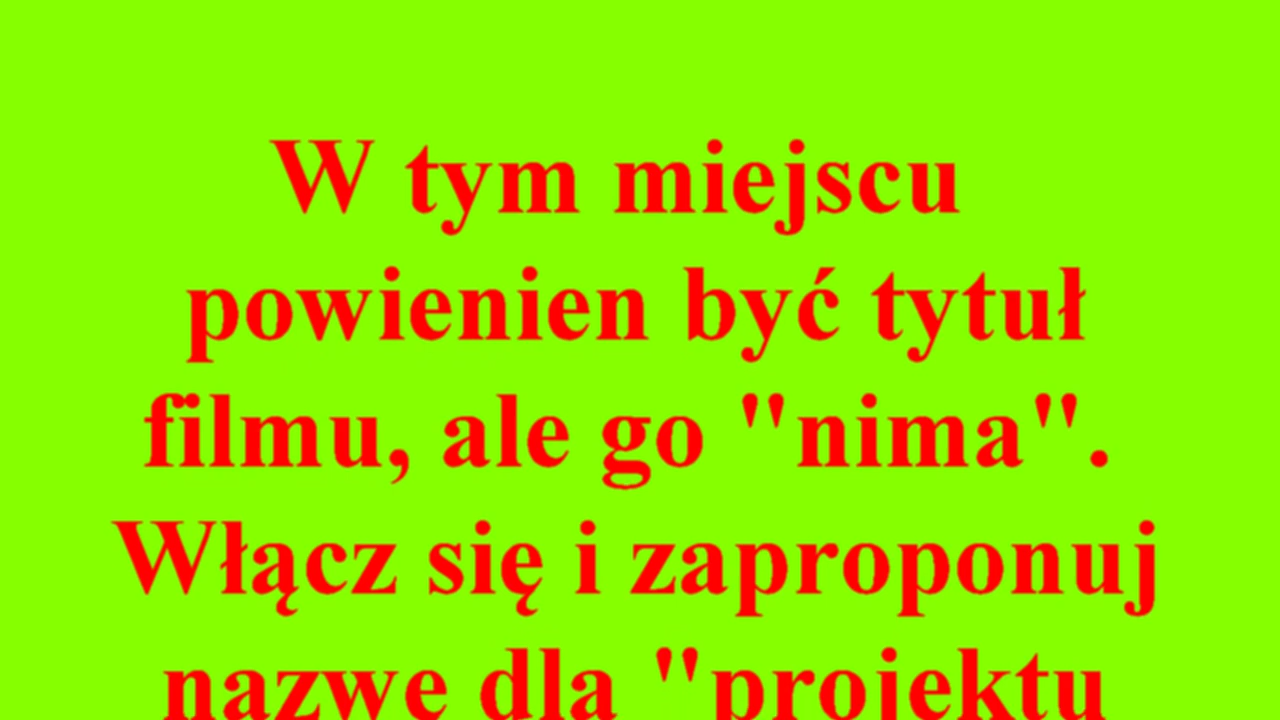 W tym miejscu
powienien być tytuł
filmu, ale go "nima".
Włącz się i zaproponuj
nazwe dla "projektu